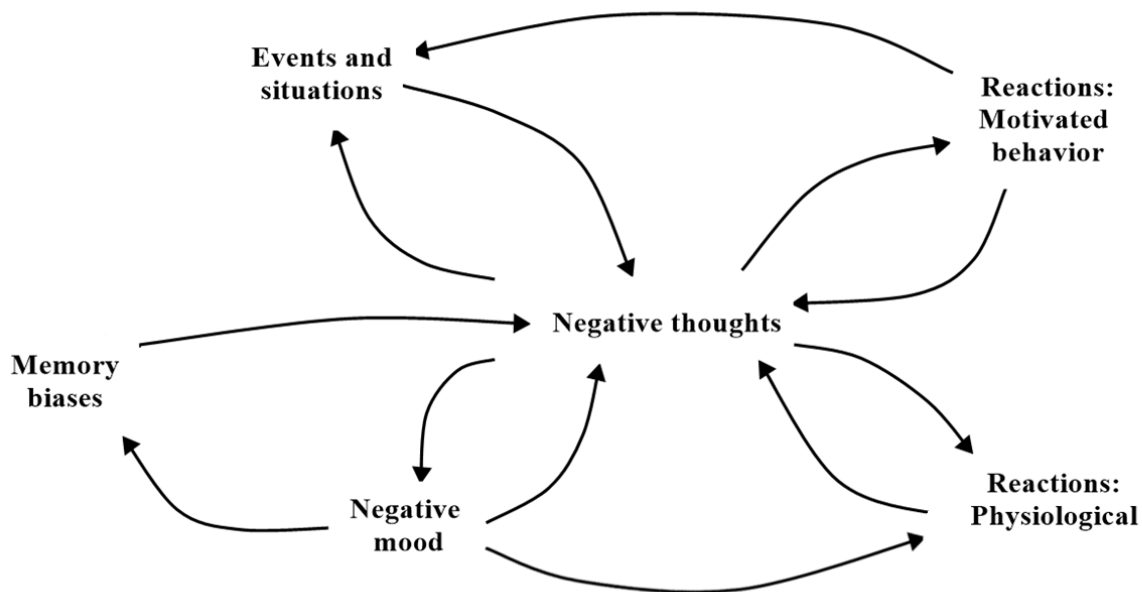 Events and
situations
Reactions:
Motivated
behavior
Negative thoughts
Memory
biases
Negative
mood
Reactions:
Physiological